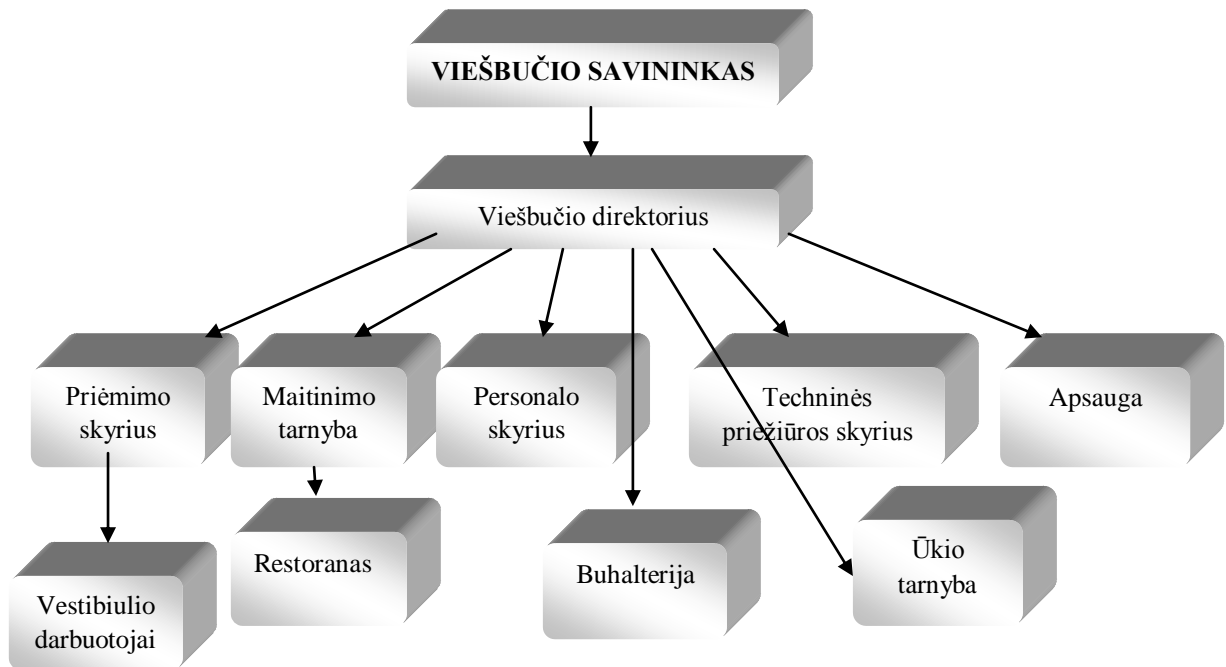 VIEŠBUČIO SAVININKAS
Viešbučio direktorius
Priėmimo
skyrius
Maitinimo
tarnyba
Personalo
skyrius
Techninės
priežiūros skyrius
Apsauga
Vestibiulio
darbuotojai
Restoranas
Buhalterija
Ūkio
tarnyba